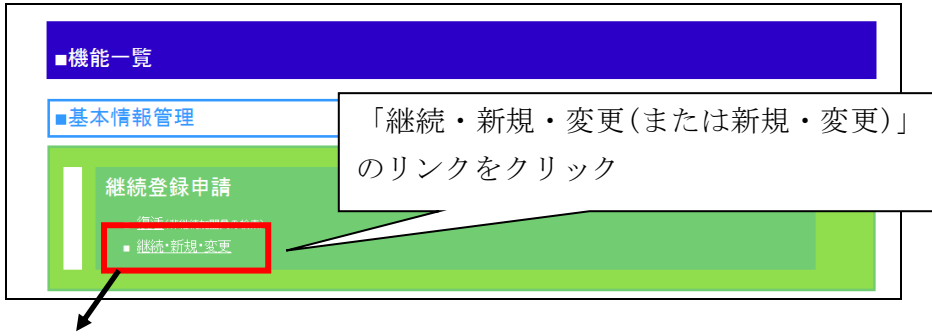 ■機能一覧
■基本情報管理
「継続・新規・変更(または新規・変更)」
のリンクをクリック
継続登録申請
復活
■ 継続・新規・変更